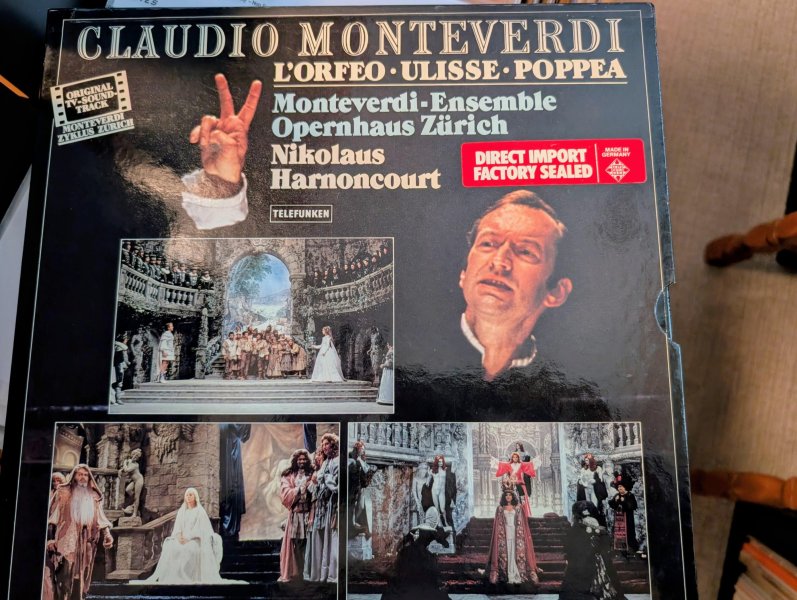 CLAUDIO MONTEVERDI
L'ORFEO · ULISSE · POPPEA
ORIGINAL
TV-SOUND-
TRACK
MONTEVERDI
ZYKLUS ZÜRICH
Monteverdi-Ensemble
Opernhaus Zürich
Nikolaus
Harnoncourt
DIRECT IMPORT
FACTORY SEALED
MADE IN
GERMANY
TELEFUNKEN